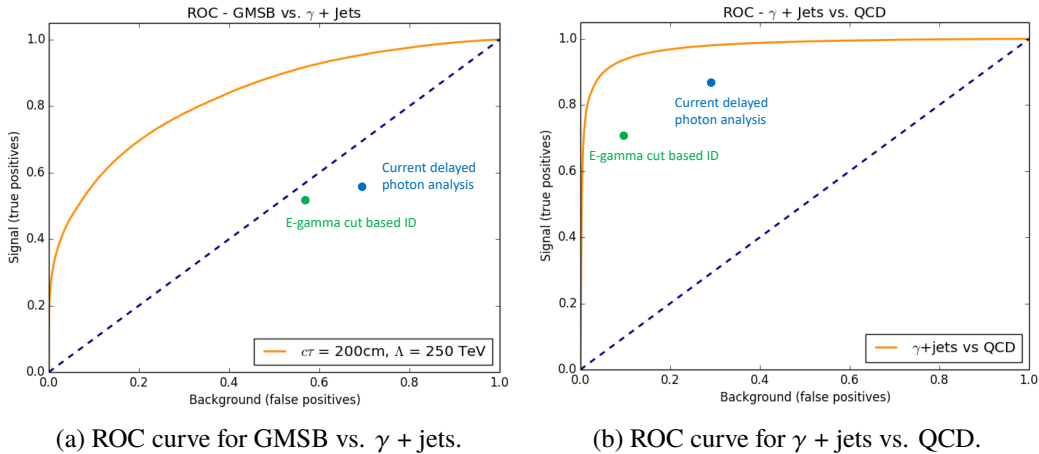 ROC - GMSB vs. γ + Jets
1.0
0.8
0.6
0.4
0.2
0.0
Signal (true positives)
Current delayed
photon analysis
E-gamma cut based ID
cτ = 200cm, Λ = 250 TeV
0.0 0.2 0.4 0.6 0.8 1.0
Background (false positives)
(a) ROC curve for GMSB vs. γ + jets.
ROC - γ + Jets vs. QCD
1.0
0.8
0.6
0.4
0.2
0.0
Signal (true positives)
Current delayed
photon analysis
E-gamma cut based ID
γ+jets vs QCD
0.0 0.2 0.4 0.6 0.8 1.0
Background (false positives)
(b) ROC curve for γ + jets vs. QCD.